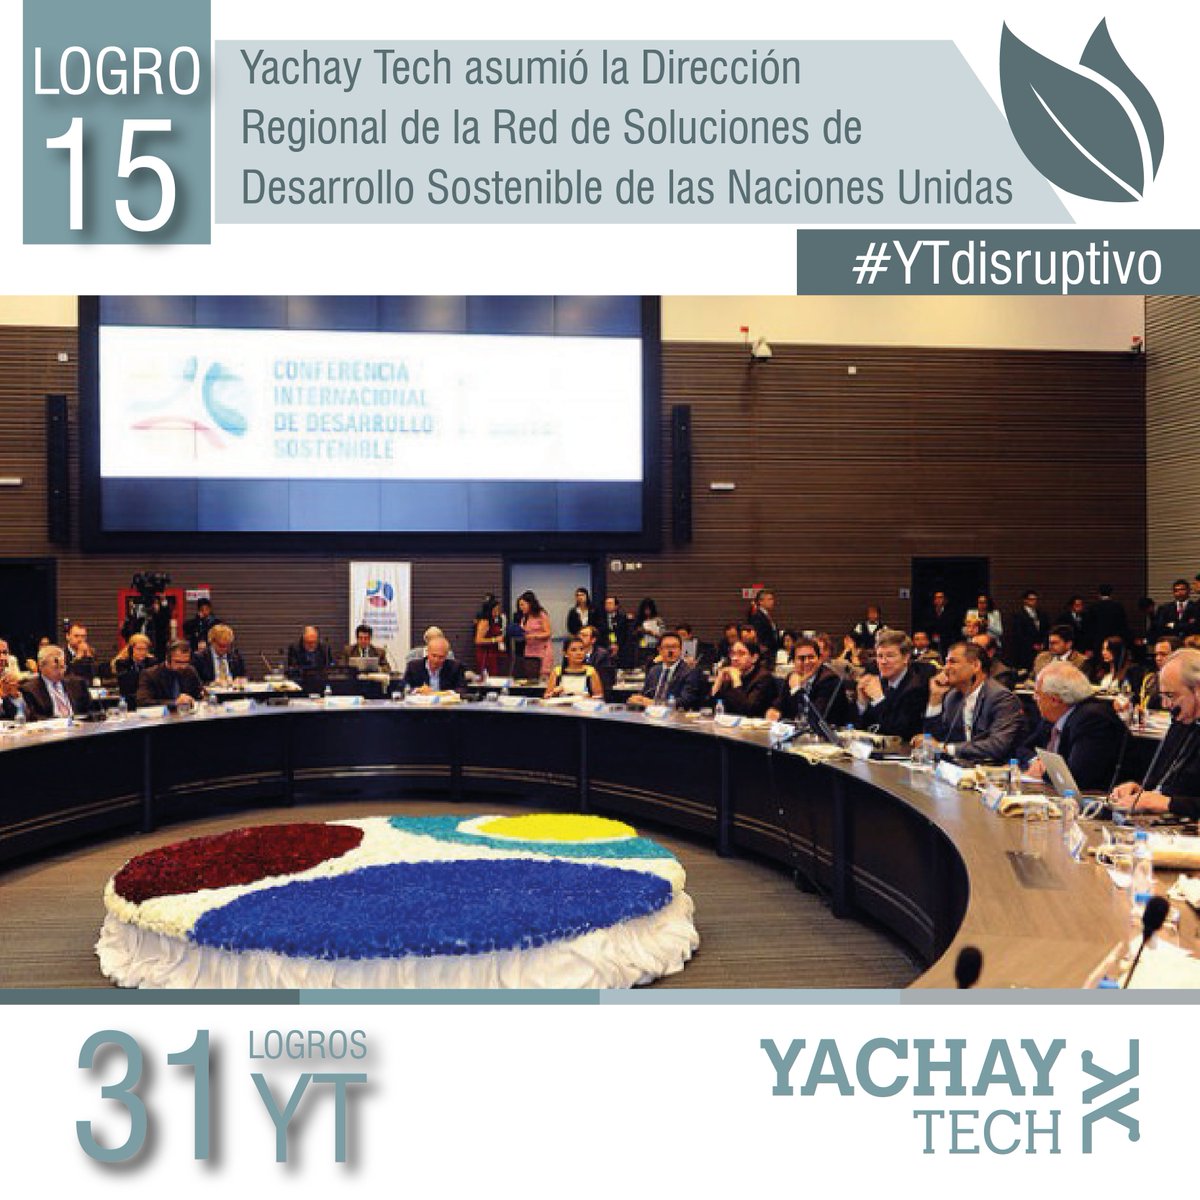 LOGRO
15
Yachay Tech asumió la Dirección
Regional de la Red de Soluciones de
Desarrollo Sostenible de las Naciones Unidas
#YTdisruptivo
CONFERENCIA
INTERNACIONAL
DE DESARROLLO
SOSTENIBLE
31 LOGROS
YT
YACHAY
TECH